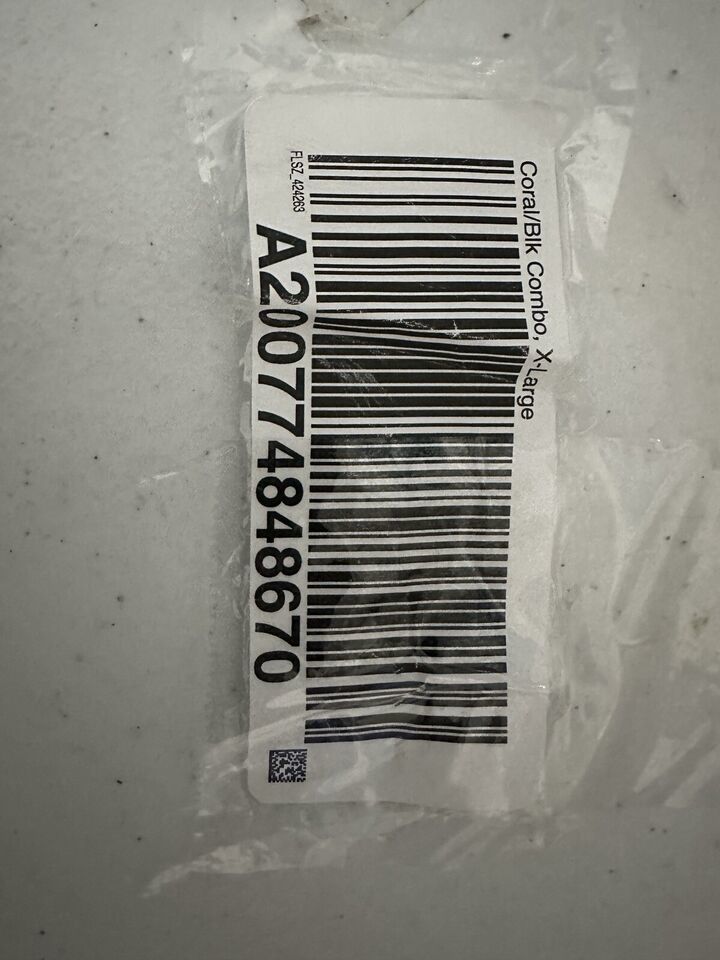 Coral/Blk Combo, X-Large
FLSZ_424263
A200774848670